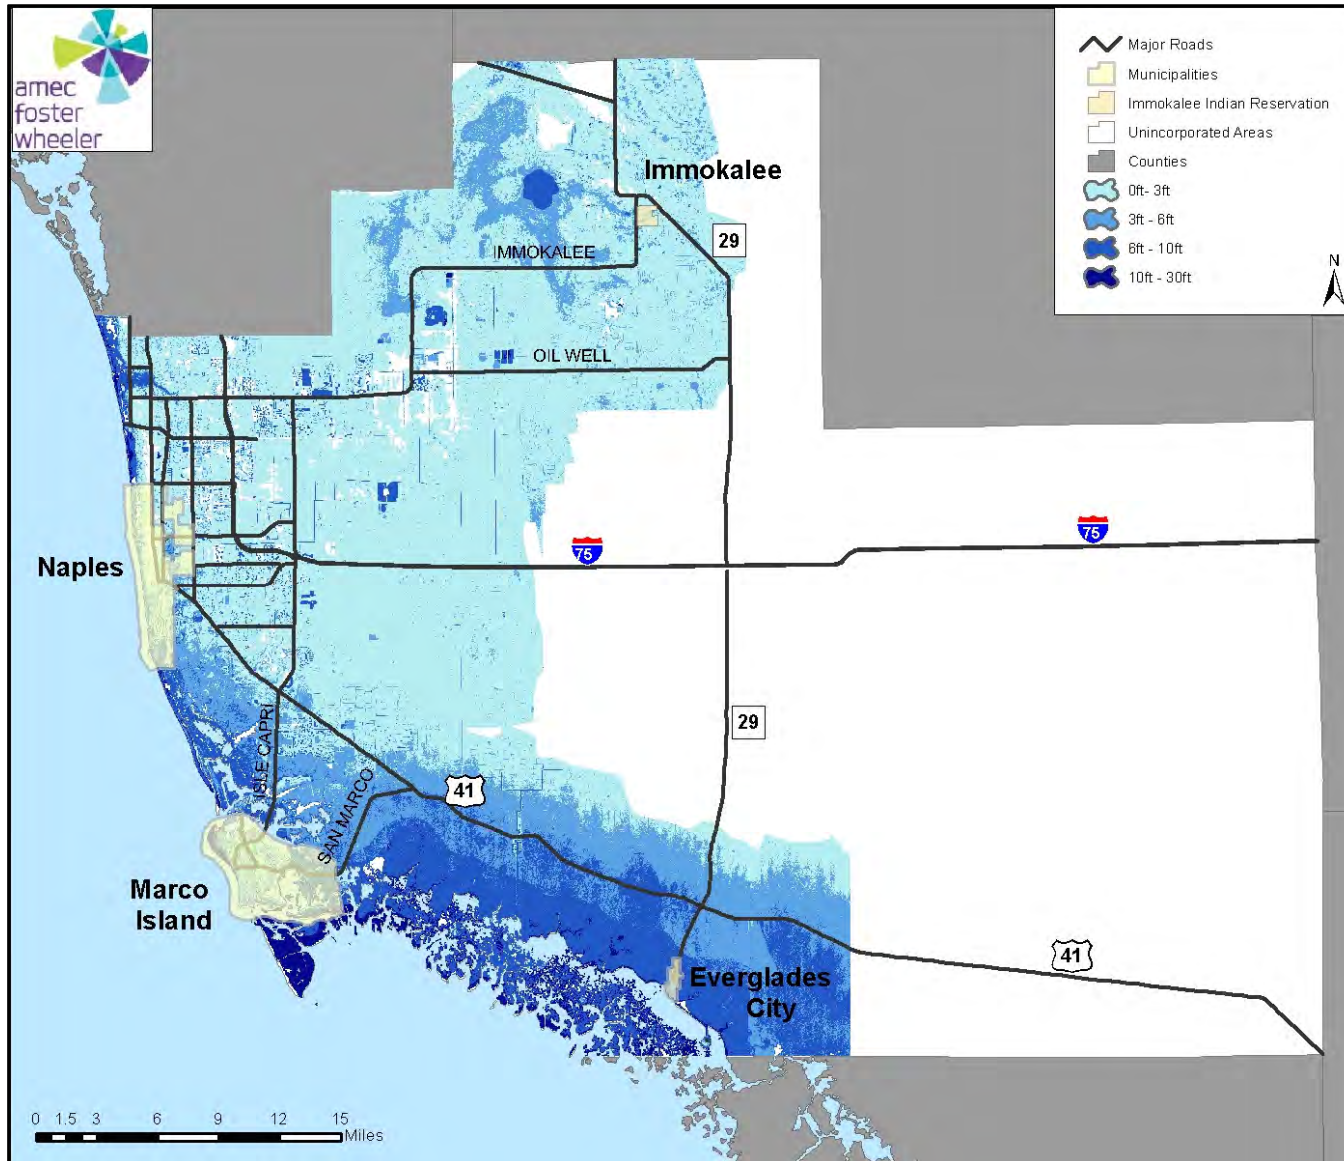 amec
foster
wheeler
Major Roads
Municipalities
Immokalee Indian Reservation
Unincorporated Areas
Counties
0ft- 3ft
3ft - 6ft
6ft - 10ft
10ft - 30ft
N
Immokalee
29
IMMOKALEE
OIL WELL
75
75
Naples
29
ISLE CAPRI
SAN MARCO
41
Marco
Island
41
Everglades
City
0 1.5 3 6 9 12 15
Miles